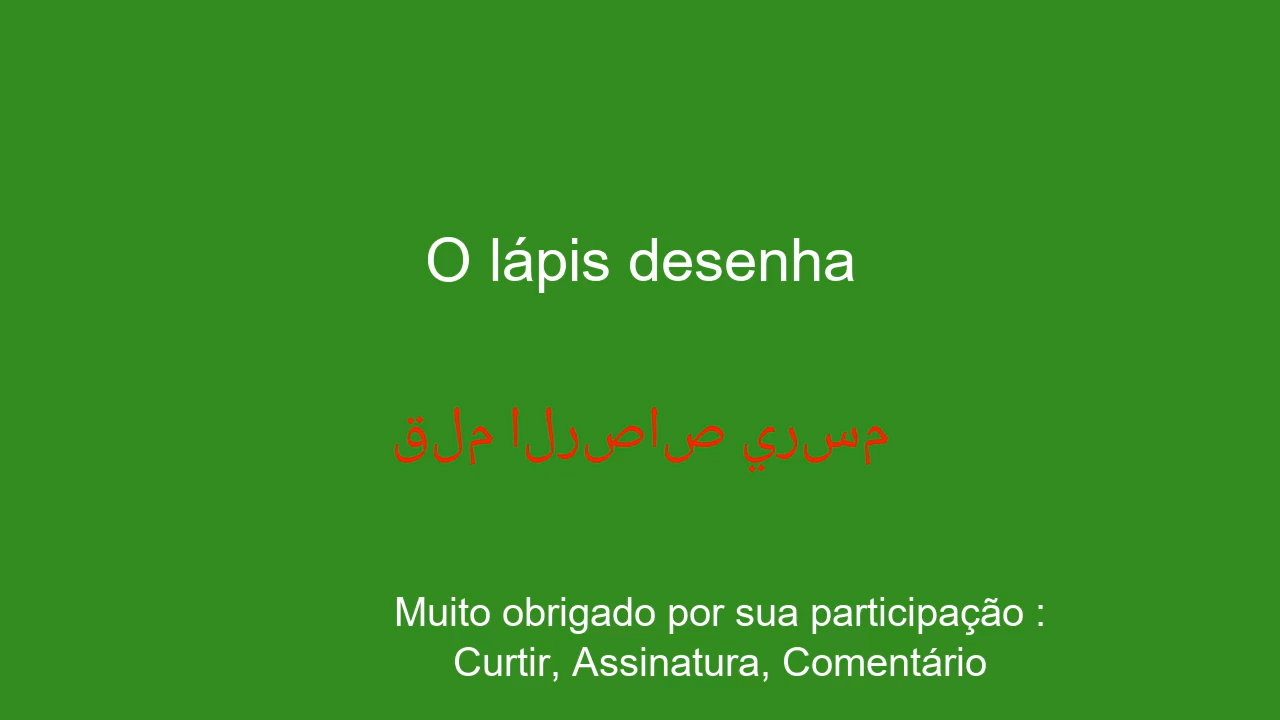 O lápis desenha
قلم الرصاص يرسم
Muito obrigado por sua participação :
Curtir, Assinatura, Comentário